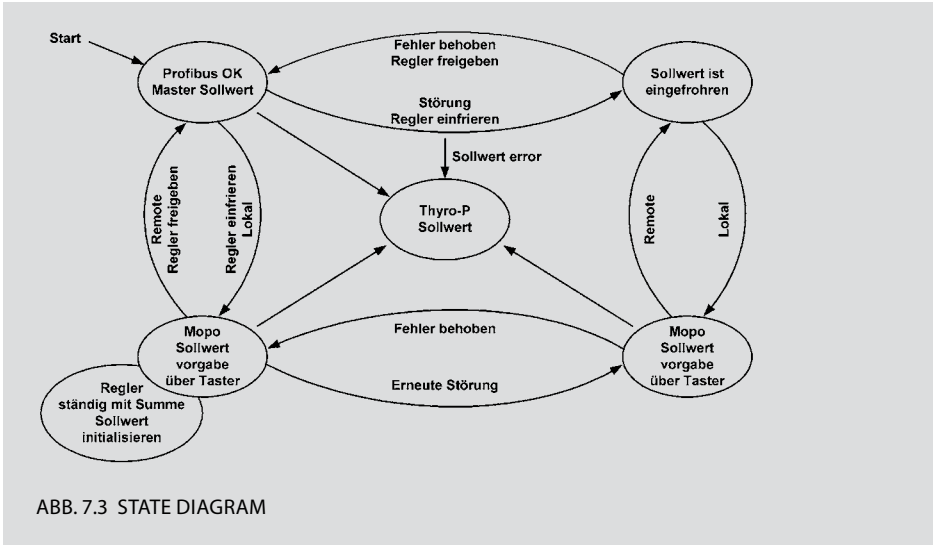 Start
Profibus OK
Master Sollwert
Fehler behoben
Regler freigeben
Störung
Regler einfrieren
Sollwert ist
eingefrohren
Sollwert error
Thyro-P
Sollwert
Remote
Regler freigeben
Regler einfrieren
Lokal
Remote
Lokal
Mopo
Sollwert
vorgabe
über Taster
Fehler behoben
Erneute Störung
Mopo
Sollwert
vorgabe
über Taster
Regler
ständig mit Summe
Sollwert
initialisieren
ABB. 7.3 STATE DIAGRAM